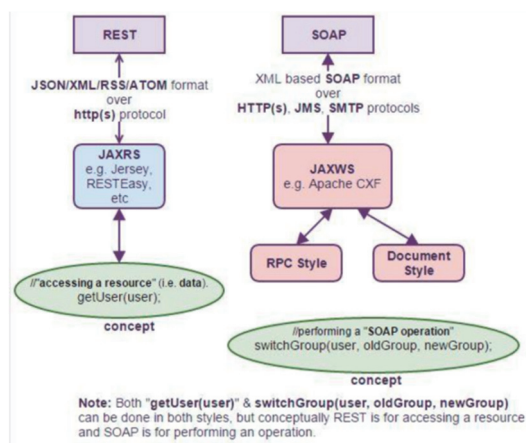 REST
JSON/XML/RSS/ATOM format
over
http(s) protocol
JAXRS
e.g. Jersey,
RESTEasy,
etc
//"accessing a resource" (i.e. data).
getUser(user);
concept
SOAP
XML based SOAP format
over
HTTP(s), JMS, SMTP protocols
JAXWS
e.g. Apache CXF
RPC Style
Document
Style
//performing a "SOAP operation"
switchGroup(user, oldGroup, newGroup);
concept
Note: Both "getUser(user)" & switchGroup(user, oldGroup, newGroup)
can be done in both styles, but conceptually REST is for accessing a resource
and SOAP is for performing an operation.